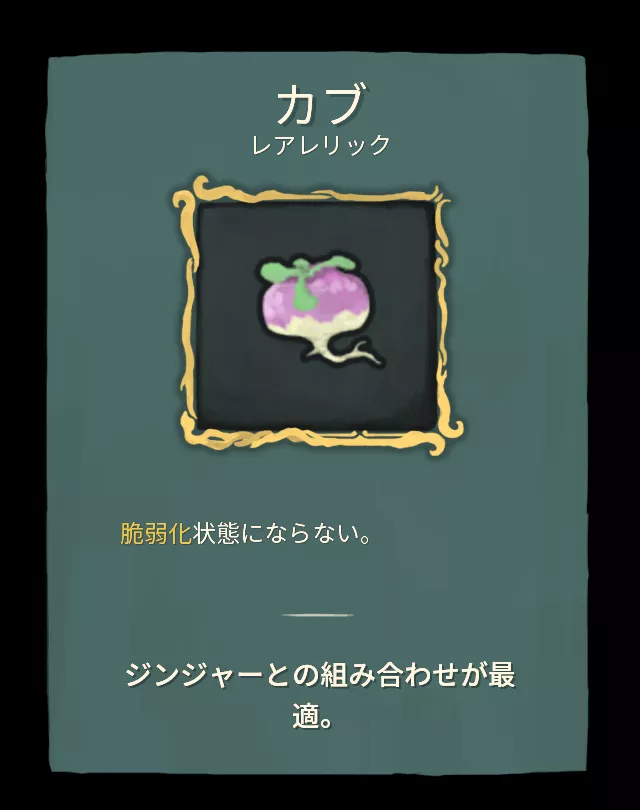 カブ
レアレリック
脆弱化状態にならない。
ジンジャーとの組み合わせが最
適。